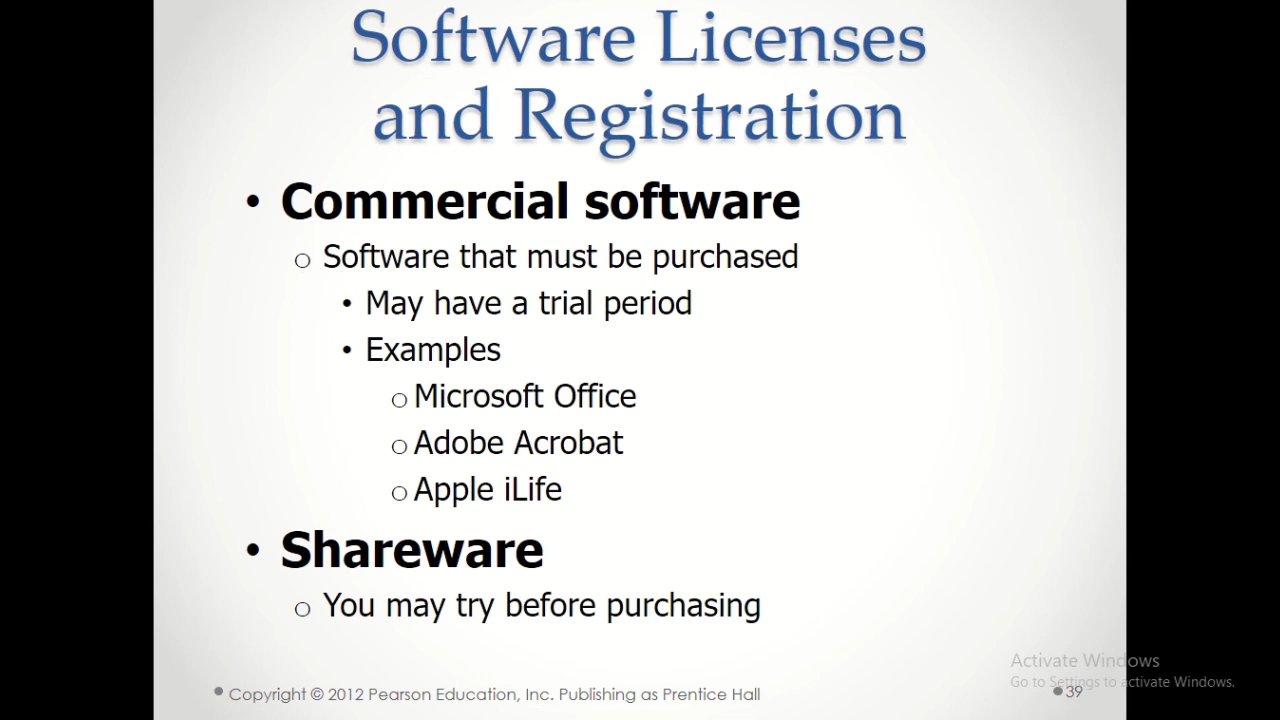 Software Licenses
and Registration
• Commercial software
o Software that must be purchased
• May have a trial period
• Examples
o Microsoft Office
o Adobe Acrobat
o Apple iLife
• Shareware
o You may try before purchasing
Activate Windows
Go to Settings to activate Windows.
• Copyright © 2012 Pearson Education, Inc. Publishing as Prentice Hall
• 39